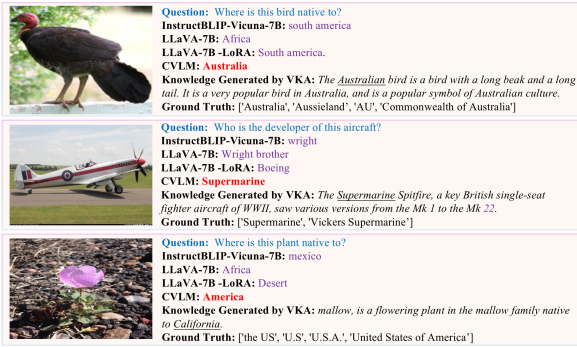 Question: Where is this bird native to?
InstructBLIP-Vicuna-7B: south america
LLaVA-7B: Africa
LLaVA-7B -LoRA: South america.
CVLM: Australia
Knowledge Generated by VKA: The Australian bird is a bird with a long beak and a long
tail. It is a very popular bird in Australia, and is a popular symbol of Australian culture.
Ground Truth: ['Australia', 'Aussieland', 'AU', 'Commonwealth of Australia']
Question: Who is the developer of this aircraft?
InstructBLIP-Vicuna-7B: wright
LLaVA-7B: Wright brother
LLaVA-7B -LoRA: Boeing
CVLM: Supermarine
Knowledge Generated by VKA: The Supermarine Spitfire, a key British single-seat
fighter aircraft of WWII, saw various versions from the Mk 1 to the Mk 22.
Ground Truth: ['Supermarine', 'Vickers Supermarine']
Question: Where is this plant native to?
InstructBLIP-Vicuna-7B: mexico
LLaVA-7B: Africa
LLaVA-7B -LoRA: Desert
CVLM: America
Knowledge Generated by VKA: mallow, is a flowering plant in the mallow family native
to California.
Ground Truth: ['the US', 'U.S', 'U.S.A.', 'United States of America']